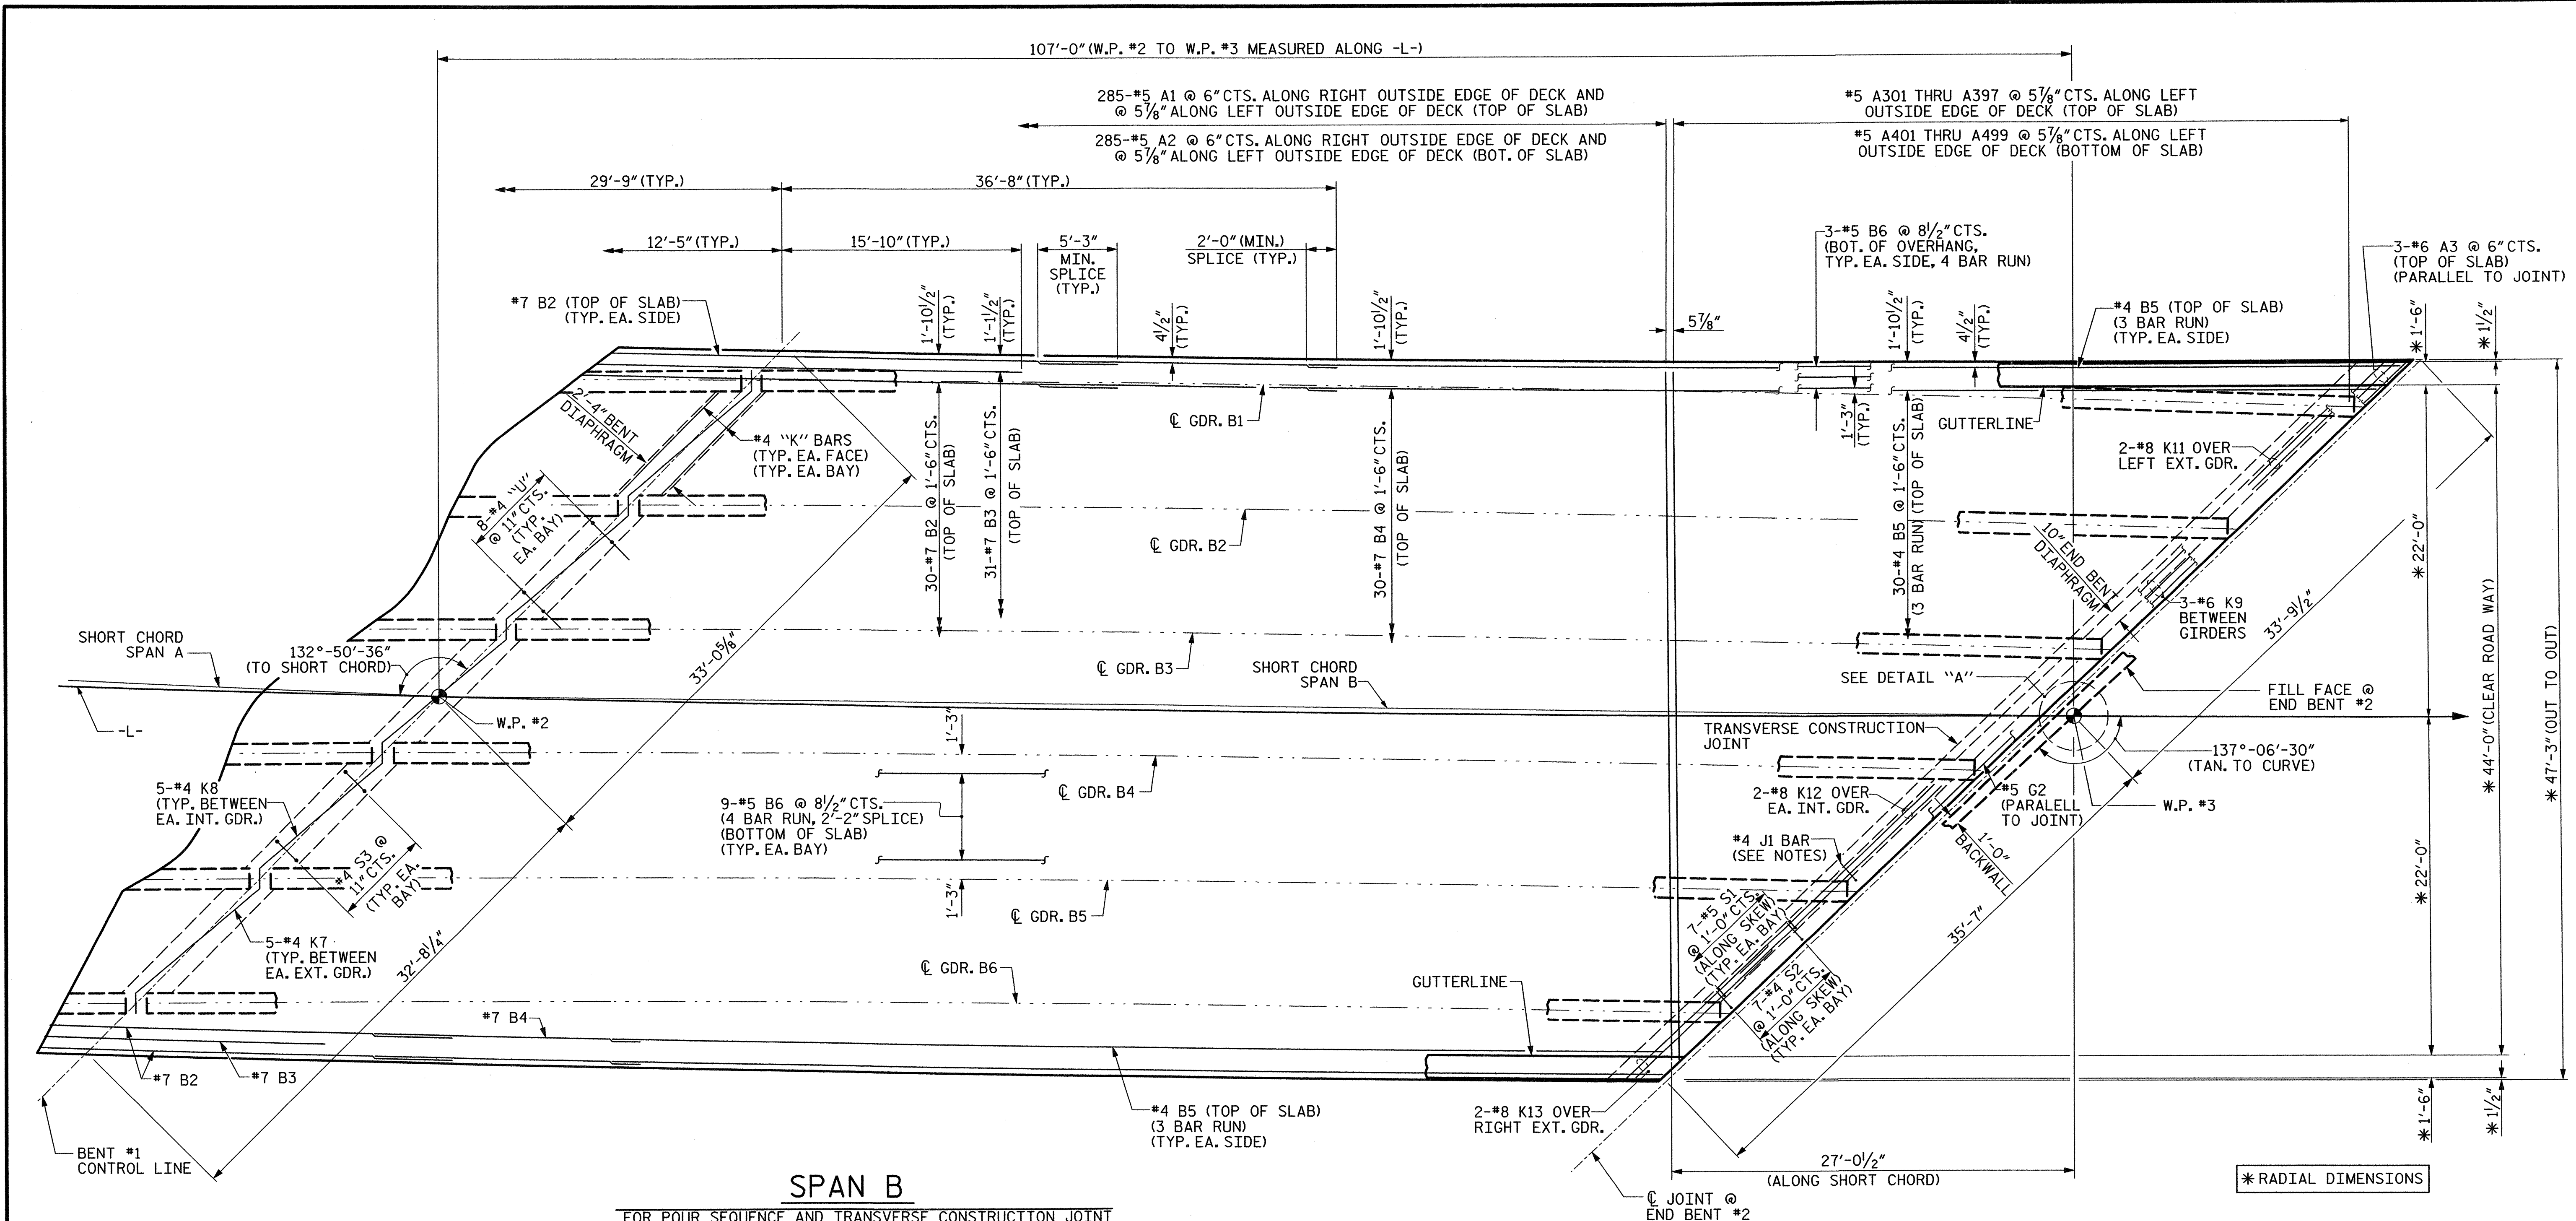 107'-0" (W.P. #2 TO W.P. #3 MEASURED ALONG -L-)
285-#5 A1 @ 6" CTS. ALONG RIGHT OUTSIDE EDGE OF DECK AND
@ 5⅞" ALONG LEFT OUTSIDE EDGE OF DECK (TOP OF SLAB)
285-#5 A2 @ 6" CTS. ALONG RIGHT OUTSIDE EDGE OF DECK AND
@ 5⅞" ALONG LEFT OUTSIDE EDGE OF DECK (BOT. OF SLAB)
#5 A301 THRU A397 @ 5⅞" CTS. ALONG LEFT
OUTSIDE EDGE OF DECK (TOP OF SLAB)
#5 A401 THRU A499 @ 5⅞" CTS. ALONG LEFT
OUTSIDE EDGE OF DECK (BOTTOM OF SLAB)
29'-9" (TYP.)
36'-8" (TYP.)
12'-5" (TYP.)
15'-10" (TYP.)
5'-3"
MIN.
SPLICE
(TYP.)
2'-0" (MIN.)
SPLICE (TYP.)
3-#5 B6 @ 8½" CTS.
(BOT. OF OVERHANG,
TYP. EA. SIDE, 4 BAR RUN)
3-#6 A3 @ 6" CTS.
(TOP OF SLAB)
(PARALLEL TO JOINT)
#7 B2 (TOP OF SLAB)
(TYP. EA. SIDE)
1'-10½"
(TYP.)
1'-1½"
(TYP.)
4½"
(TYP.)
1'-10½"
(TYP.)
5⅞"
1'-10½"
(TYP.)
4½"
(TYP.)
#4 B5 (TOP OF SLAB)
(3 BAR RUN)
(TYP. EA. SIDE)
*1'-6"
*1½"
2'-4" BENT
DIAPHRAGM
#4 "K" BARS
(TYP. EA. FACE)
(TYP. EA. BAY)
℄ GDR. B1
1'-3"
(TYP.)
GUTTERLINE
2-#8 K11 OVER
LEFT EXT. GDR.
8-#4 "U"
@ 11" CTS.
(TYP.
EA. BAY)
30-#7 B2 @ 1'-6" CTS.
(TOP OF SLAB)
31-#7 B3 @ 1'-6" CTS.
(TOP OF SLAB)
℄ GDR. B2
30-#7 B4 @ 1'-6" CTS.
(TOP OF SLAB)
30-#4 B5 @ 1'-6" CTS.
(3 BAR RUN) (TOP OF SLAB)
10" END BENT
DIAPHRAGM
3-#6 K9
BETWEEN
GIRDERS
33'-9½"
*22'-0"
*44'-0" (CLEAR ROAD WAY)
*47'-3" (OUT TO OUT)
SHORT CHORD
SPAN A
132°-50'-36"
(TO SHORT CHORD)
33'-0⅝"
℄ GDR. B3
SHORT CHORD
SPAN B
SEE DETAIL "A"
FILL FACE @
END BENT #2
-L-
W.P. #2
1'-3"
TRANSVERSE CONSTRUCTION
JOINT
137°-06'-30"
(TAN. TO CURVE)
5-#4 K8
(TYP. BETWEEN
EA. INT. GDR.)
9-#5 B6 @ 8½" CTS.
(4 BAR RUN, 2'-2" SPLICE)
(BOTTOM OF SLAB)
(TYP. EA. BAY)
℄ GDR. B4
2-#8 K12 OVER
EA. INT. GDR.
#5 G2
(PARALELL
TO JOINT)
W.P. #3
#4 J1 BAR
(SEE NOTES)
1'-0"
BACKWALL
#4 S3 @
11" CTS.
(TYP. EA.
BAY)
1'-3"
℄ GDR. B5
7-#5 S1
@ 1'-0" CTS.
(ALONG SKEW)
(TYP. EA. BAY)
35'-7"
*22'-0"
5-#4 K7
(TYP. BETWEEN
EA. EXT. GDR.)
32'-8¼"
℄ GDR. B6
GUTTERLINE
7-#4 S2
@ 1'-0" CTS.
(ALONG SKEW)
(TYP. EA. BAY)
#7 B4
#7 B2
#7 B3
#4 B5 (TOP OF SLAB)
(3 BAR RUN)
(TYP. EA. SIDE)
2-#8 K13 OVER
RIGHT EXT. GDR.
*1'-6"
*1½"
BENT #1
CONTROL LINE
27'-0½"
(ALONG SHORT CHORD)
* RADIAL DIMENSIONS
℄ JOINT @
END BENT #2
SPAN B
FOR POUR SEQUENCE AND TRANSVERSE CONSTRUCTION JOINT